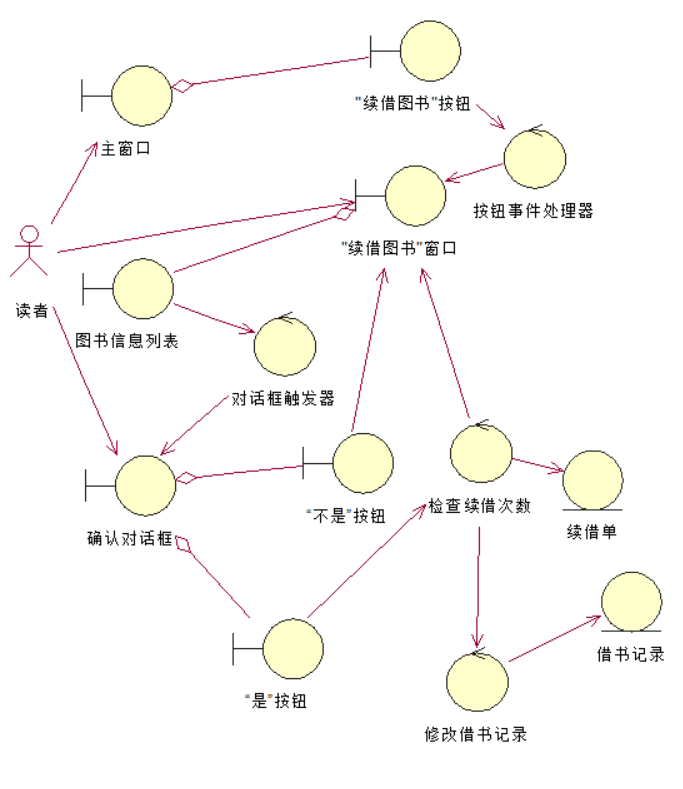 "续借图书"按钮
主窗口
按钮事件处理器
"续借图书"窗口
读者
图书信息列表
对话框触发器
"不是"按钮
检查续借次数
续借单
确认对话框
借书记录
"是"按钮
修改借书记录